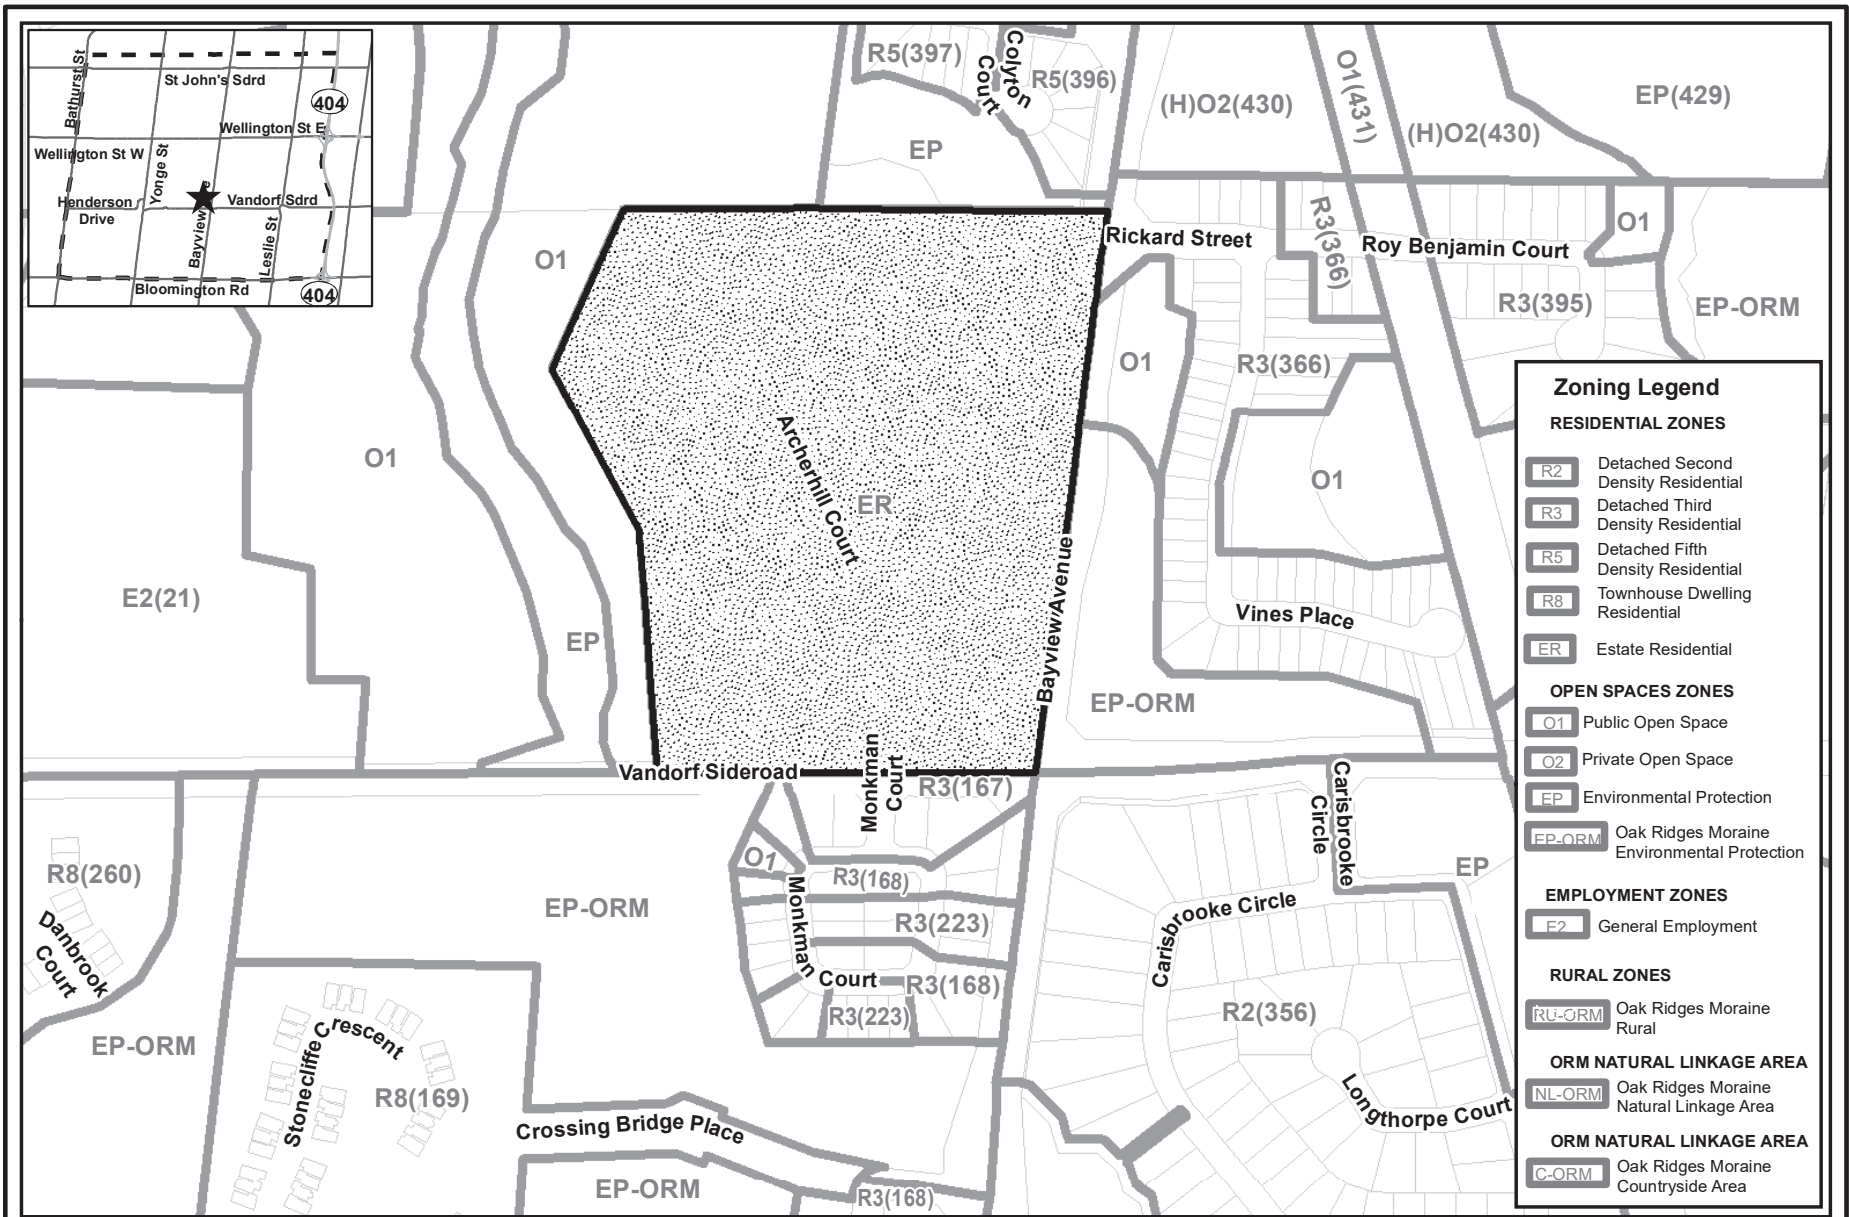 St John's Sdrd
Bathurst St
404
Wellington St E
Wellington St W
Yonge St
Henderson
Drive
Vandorf Sdrd
Bayview
Leslie St
Bloomington Rd
404
R5(397)
Colyton
Court
R5(396)
EP
(H)O2(430)
O1(431)
(H)O2(430)
EP(429)
O1
Rickard Street
R3(366)
Roy Benjamin Court
O1
R3(395)
EP-ORM
O1
R3(366)
O1
O1
Archerhill Court
ER
Bayview Avenue
E2(21)
EP
Vines Place
EP-ORM
Vandorf Sideroad
Monkman
Court
R3(167)
Carisbrooke
Circle
R8(260)
Danbrook
Court
EP-ORM
O1
R3(168)
Monkman
Court
R3(223)
R3(168)
R3(223)
Carisbrooke Circle
EP
R2(356)
Longthorpe Court
EP-ORM
Stonecliffe Crescent
R8(169)
Crossing Bridge Place
EP-ORM
R3(168)
Zoning Legend
RESIDENTIAL ZONES
R2 Detached Second
Density Residential
R3 Detached Third
Density Residential
R5 Detached Fifth
Density Residential
R8 Townhouse Dwelling
Residential
ER Estate Residential
OPEN SPACES ZONES
O1 Public Open Space
O2 Private Open Space
EP Environmental Protection
EP-ORM Oak Ridges Moraine
Environmental Protection
EMPLOYMENT ZONES
E2 General Employment
RURAL ZONES
RU-ORM Oak Ridges Moraine
Rural
ORM NATURAL LINKAGE AREA
NL-ORM Oak Ridges Moraine
Natural Linkage Area
ORM NATURAL LINKAGE AREA
C-ORM Oak Ridges Moraine
Countryside Area